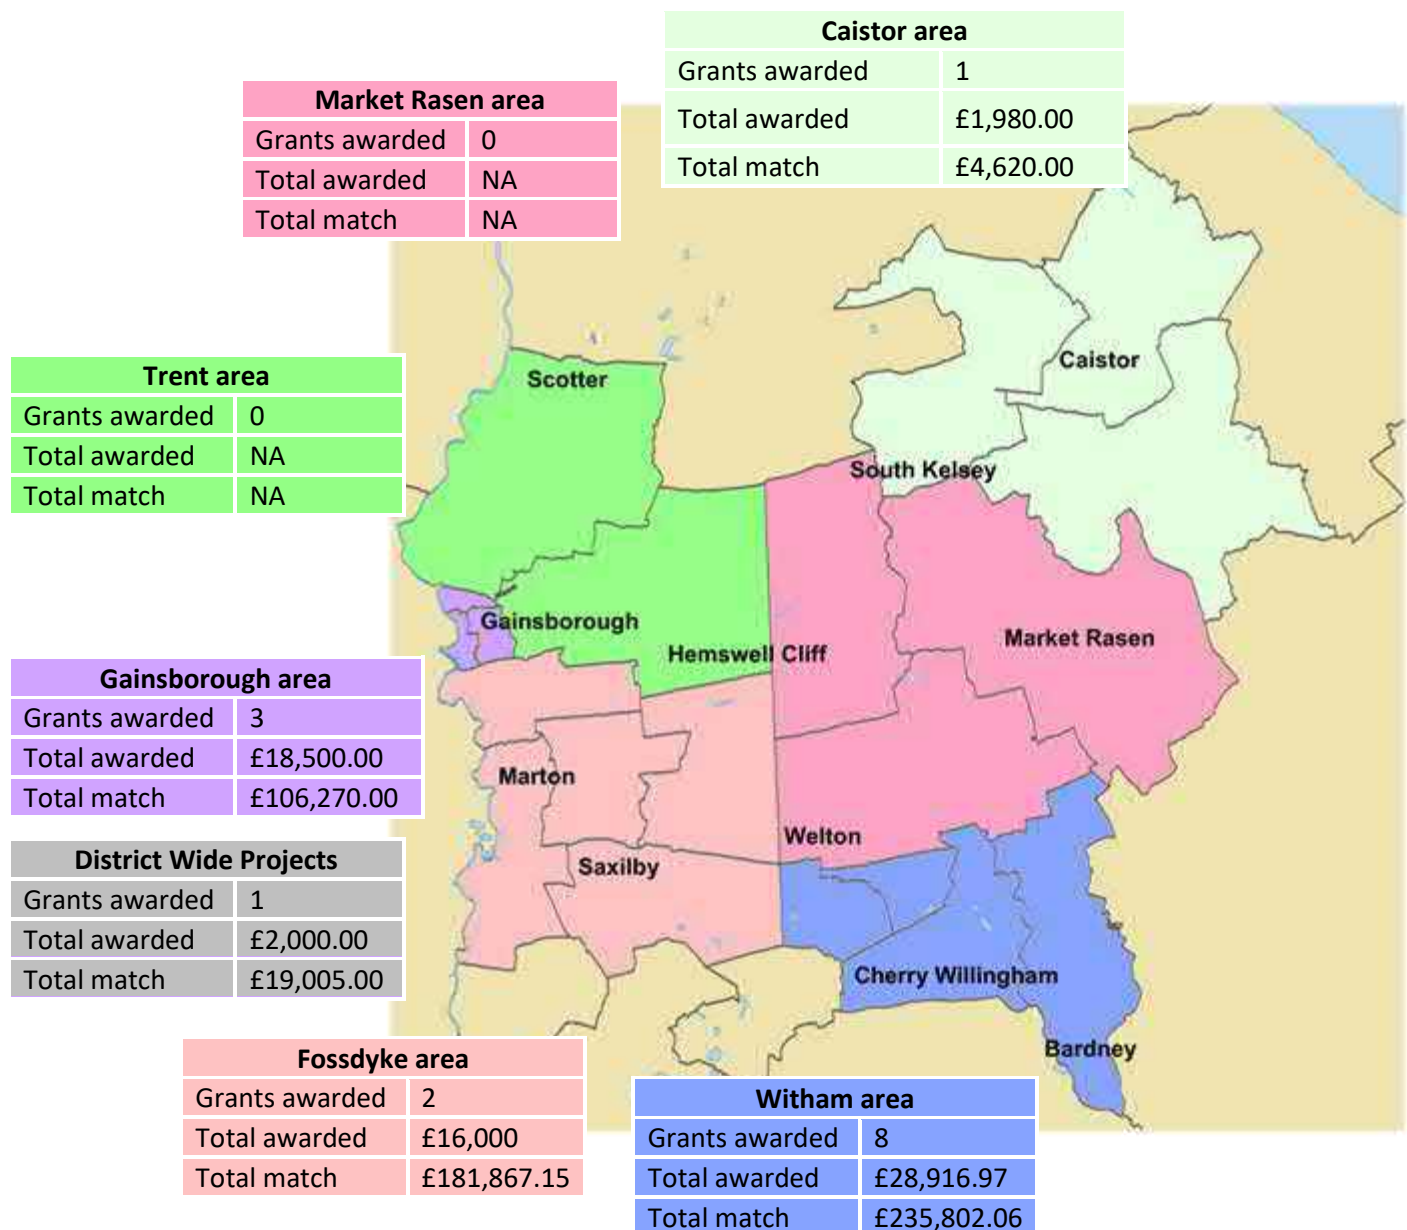 Caistor area
Grants awarded 1
Total awarded £1,980.00
Total match £4,620.00
Market Rasen area
Grants awarded 0
Total awarded NA
Total match NA
Trent area
Grants awarded 0
Total awarded NA
Total match NA
Gainsborough area
Grants awarded 3
Total awarded £18,500.00
Total match £106,270.00
District Wide Projects
Grants awarded 1
Total awarded £2,000.00
Total match £19,005.00
Fossdyke area
Grants awarded 2
Total awarded £16,000
Total match £181,867.15
Witham area
Grants awarded 8
Total awarded £28,916.97
Total match £235,802.06
Scotter
Caistor
South Kelsey
Gainsborough
Hemswell Cliff
Market Rasen
Marton
Welton
Saxilby
Cherry Willingham
Bardney